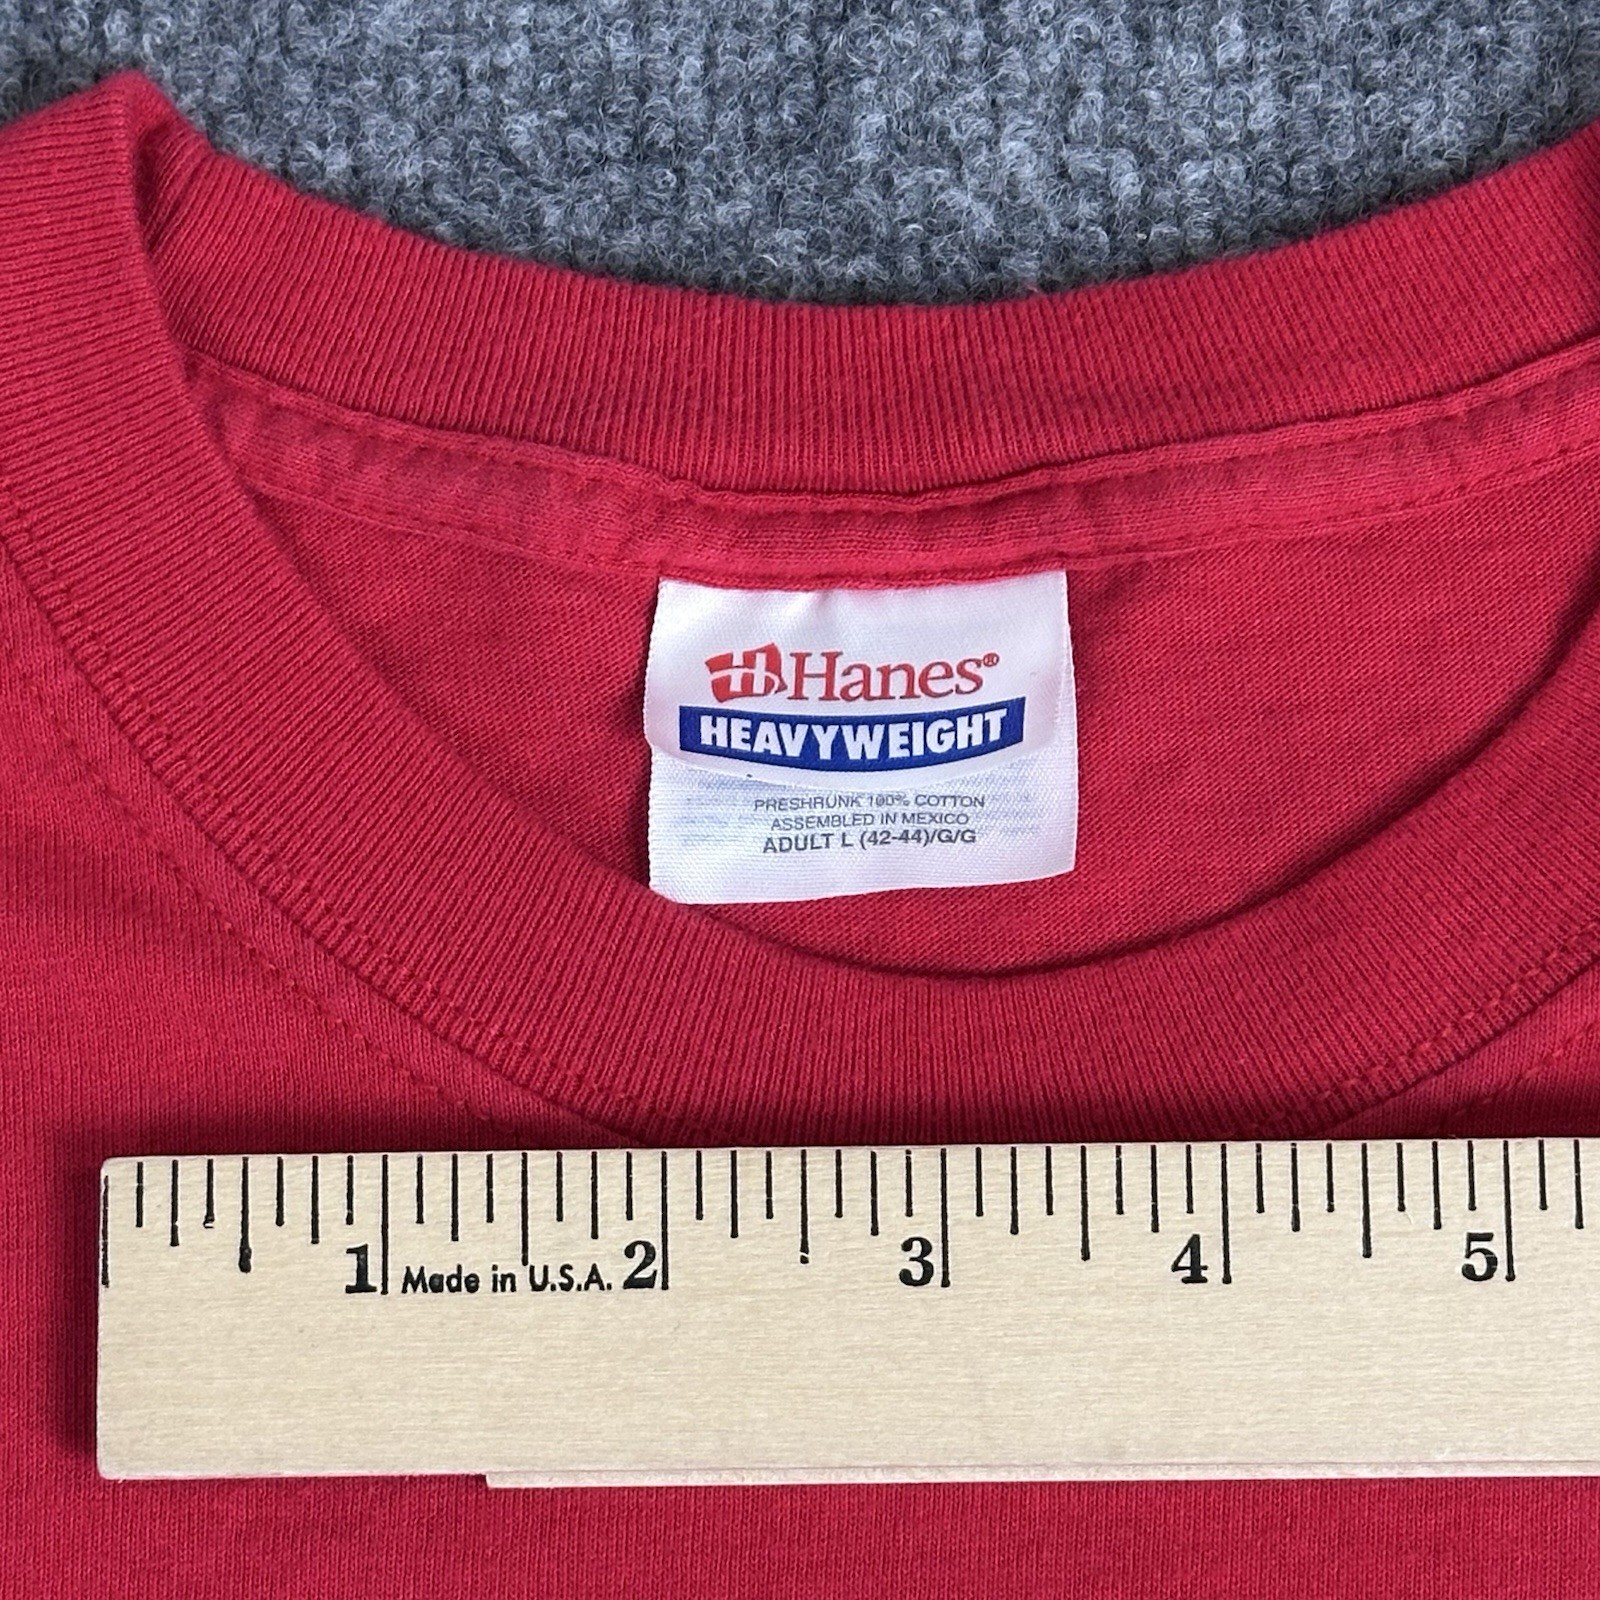 Hanes®
HEAVYWEIGHT
PRESHRUNK 100% COTTON
ASSEMBLED IN MEXICO
ADULT L (42-44)/G/G
1 Made in U.S.A. 2 3 4 5